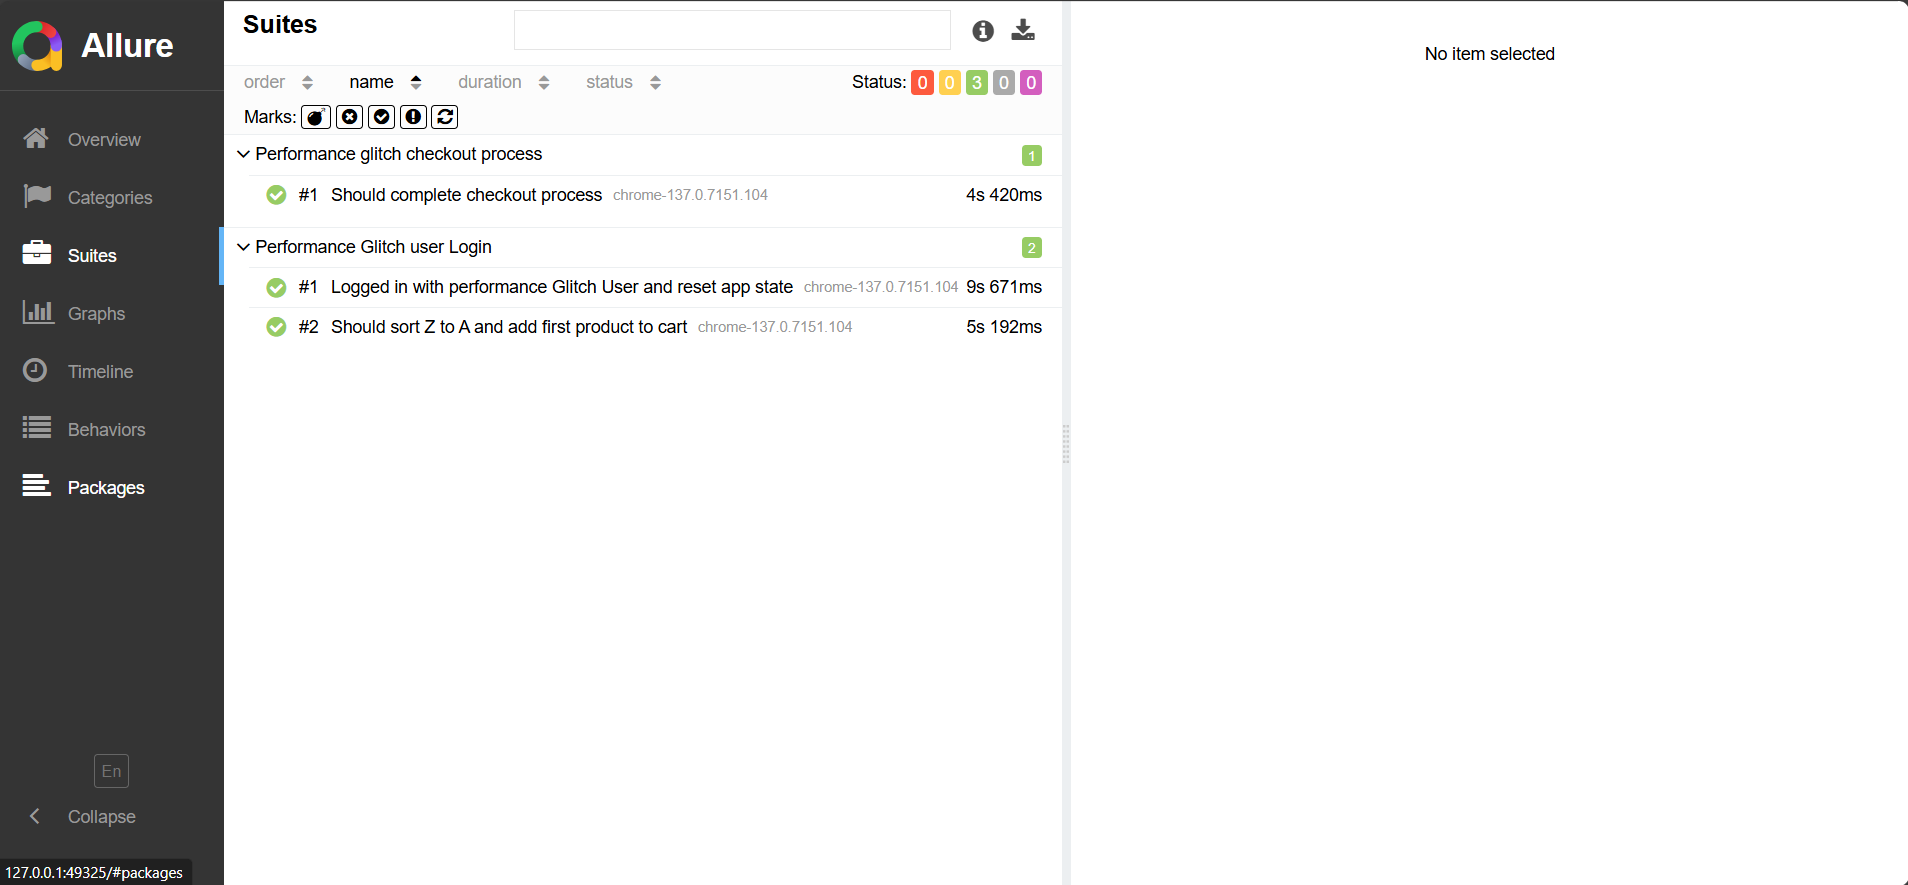 Allure
Overview
Categories
Suites
Graphs
Timeline
Behaviors
Packages
En
Collapse
127.0.0.1:49325/#packages
Suites
order name duration status Status: 0 0 3 0 0
Marks:
Performance glitch checkout process 1
#1 Should complete checkout process chrome-137.0.7151.104 4s 420ms
Performance Glitch user Login 2
#1 Logged in with performance Glitch User and reset app state chrome-137.0.7151.104 9s 671ms
#2 Should sort Z to A and add first product to cart chrome-137.0.7151.104 5s 192ms
No item selected